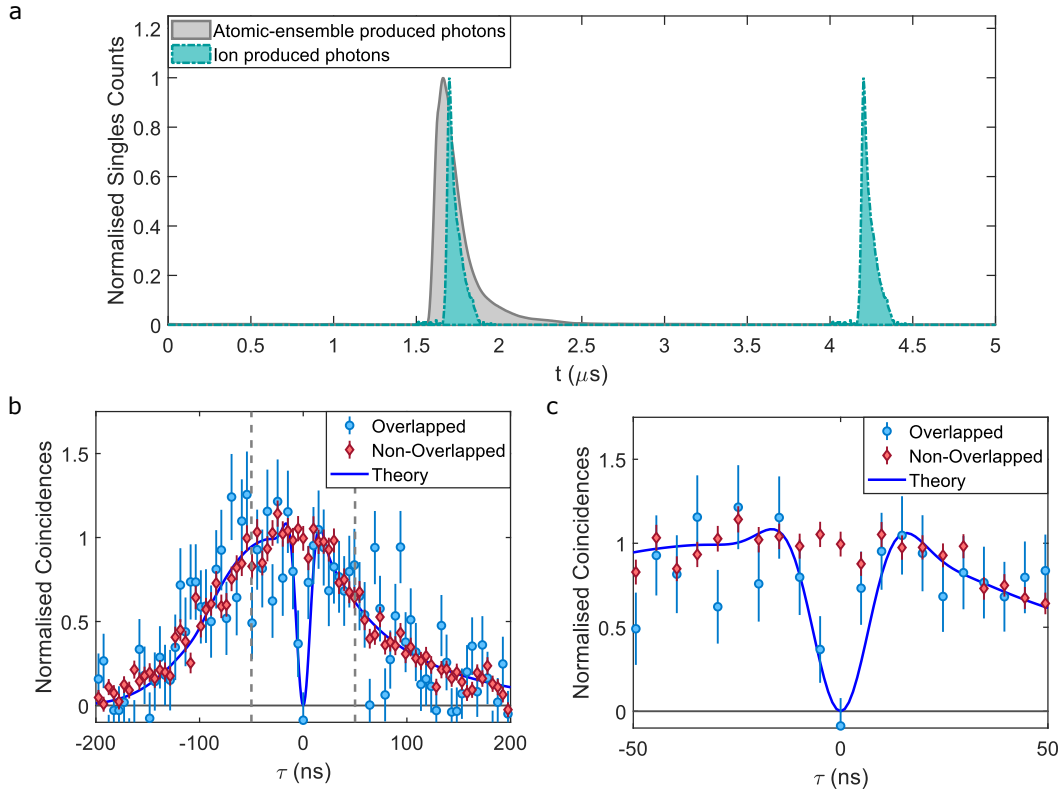 a
Normalised Singles Counts
1.2
1
0.8
0.6
0.4
0.2
0
Atomic-ensemble produced photons
Ion produced photons
0 0.5 1 1.5 2 2.5 3 3.5 4 4.5 5
t (μs)
b
Normalised Coincidences
1.5
1
0.5
0
Overlapped
Non-Overlapped
Theory
-200 -100 0 100 200
τ (ns)
c
Normalised Coincidences
1.5
1
0.5
0
Overlapped
Non-Overlapped
Theory
-50 0 50
τ (ns)